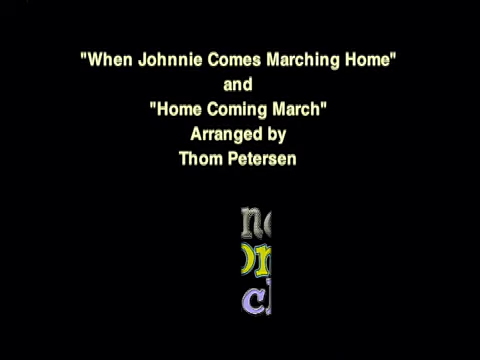 "When Johnnie Comes Marching Home"
and
"Home Coming March"
Arranged by
Thom Petersen